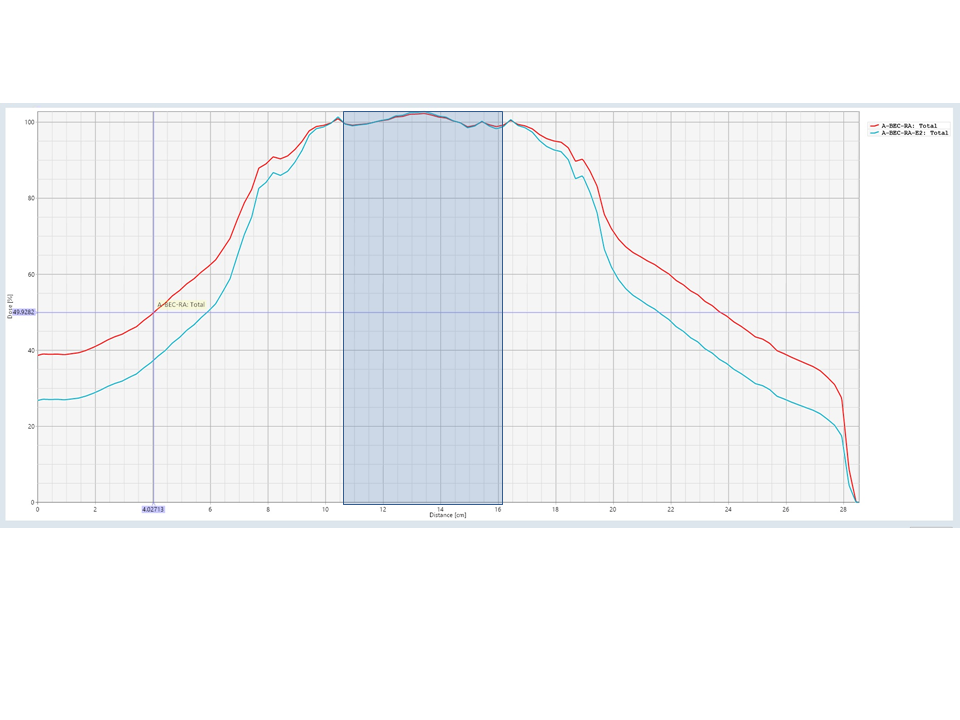 100
80
60
40
20
0
Dose [%]
49.9282
A-BEC-RA: Total
0 2 4.02713 6 8 10 12 14 16 18 20 22 24 26 28
Distance [cm]
A-BEC-RA: Total
A-BEC-RA-E2: Total